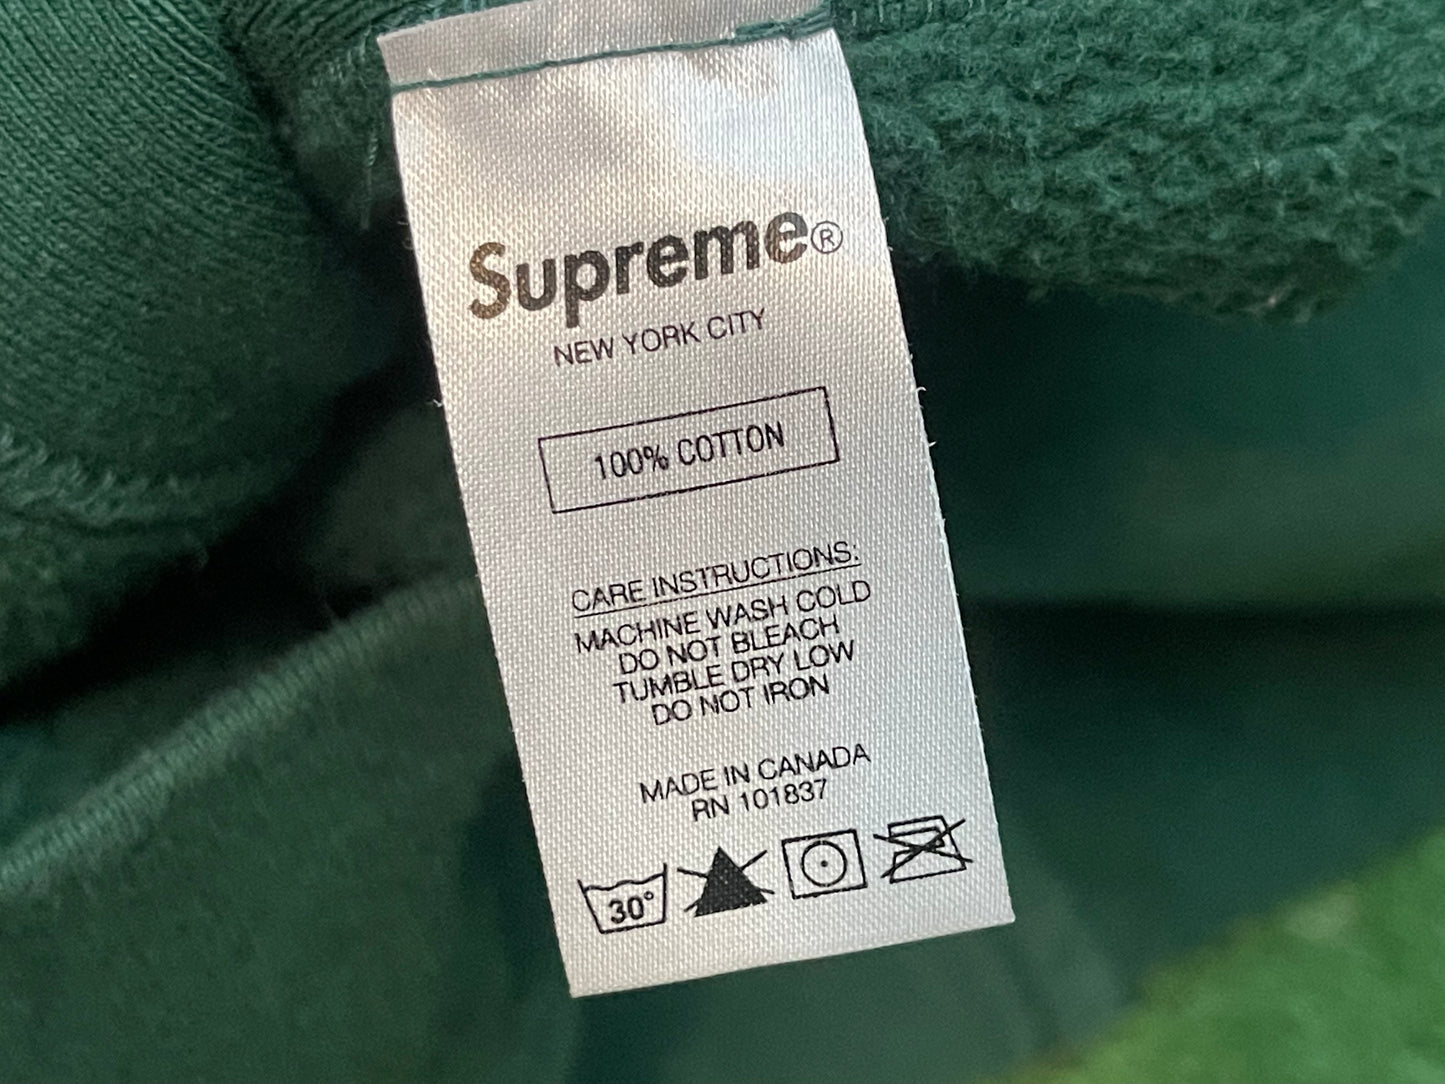 Supreme®
NEW YORK CITY
100% COTTON
CARE INSTRUCTIONS:
MACHINE WASH COLD
DO NOT BLEACH
TUMBLE DRY LOW
DO NOT IRON
MADE IN CANADA
RN 101837
30°